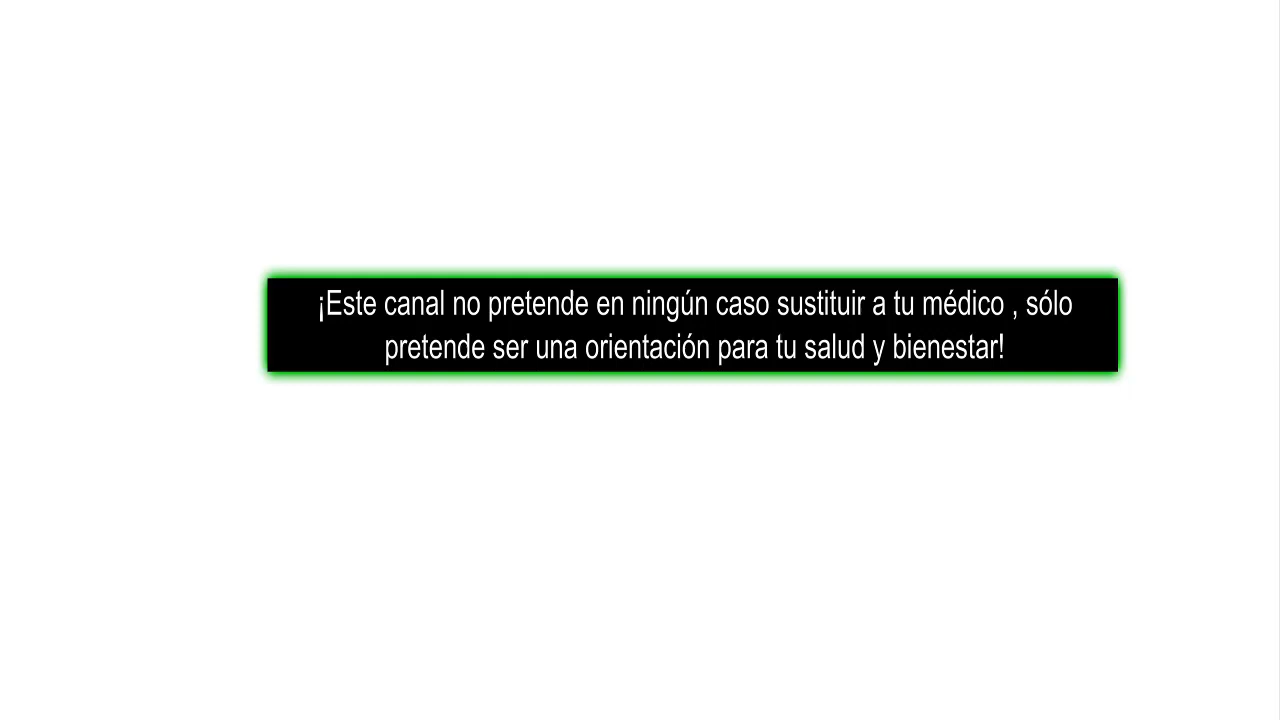 ¡Este canal no pretende en ningún caso sustituir a tu médico , sólo
pretende ser una orientación para tu salud y bienestar!